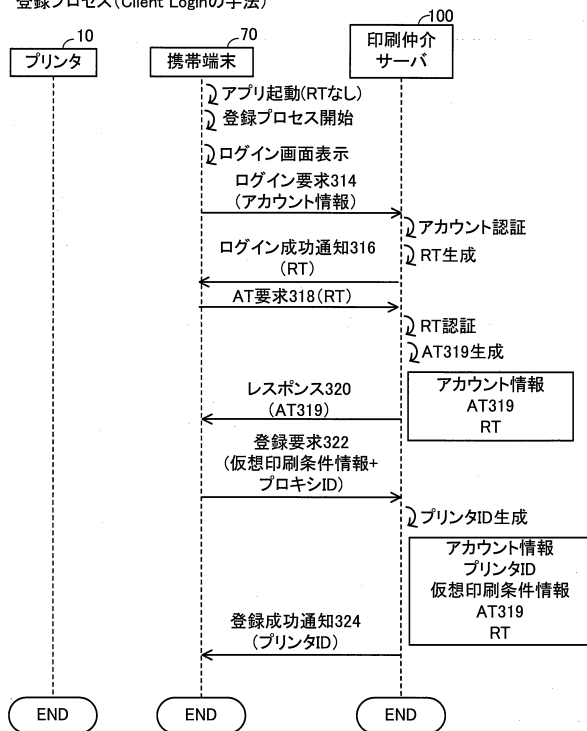 登録プロセス(Client Loginの手法)
10
プリンタ
70
携帯端末
100
印刷仲介
サーバ
アプリ起動(RTなし)
登録プロセス開始
ログイン画面表示
ログイン要求314
(アカウント情報)
アカウント認証
ログイン成功通知316
(RT)
RT生成
AT要求318(RT)
RT認証
AT319生成
レスポンス320
(AT319)
アカウント情報
AT319
RT
登録要求322
(仮想印刷条件情報+
プロキシID)
プリンタID生成
アカウント情報
プリンタID
仮想印刷条件情報
AT319
RT
登録成功通知324
(プリンタID)
END
END
END